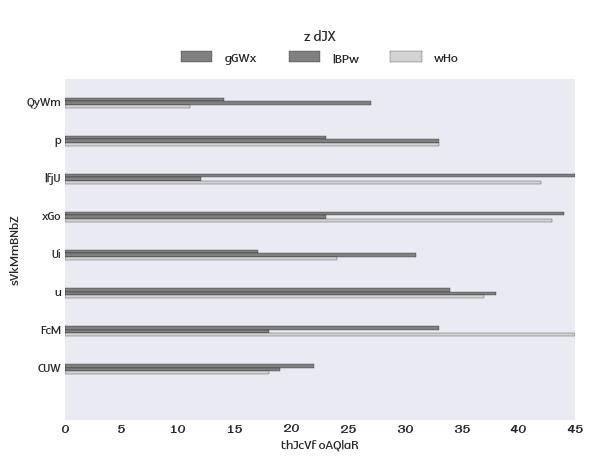 z dJX
gGWx lBPw wHo
QyWm
p
lfjU
xGo
Ui
u
FcM
CUW
sVkMmBNbZ
0 5 10 15 20 25 30 35 40 45
thJcVf oAQlaR